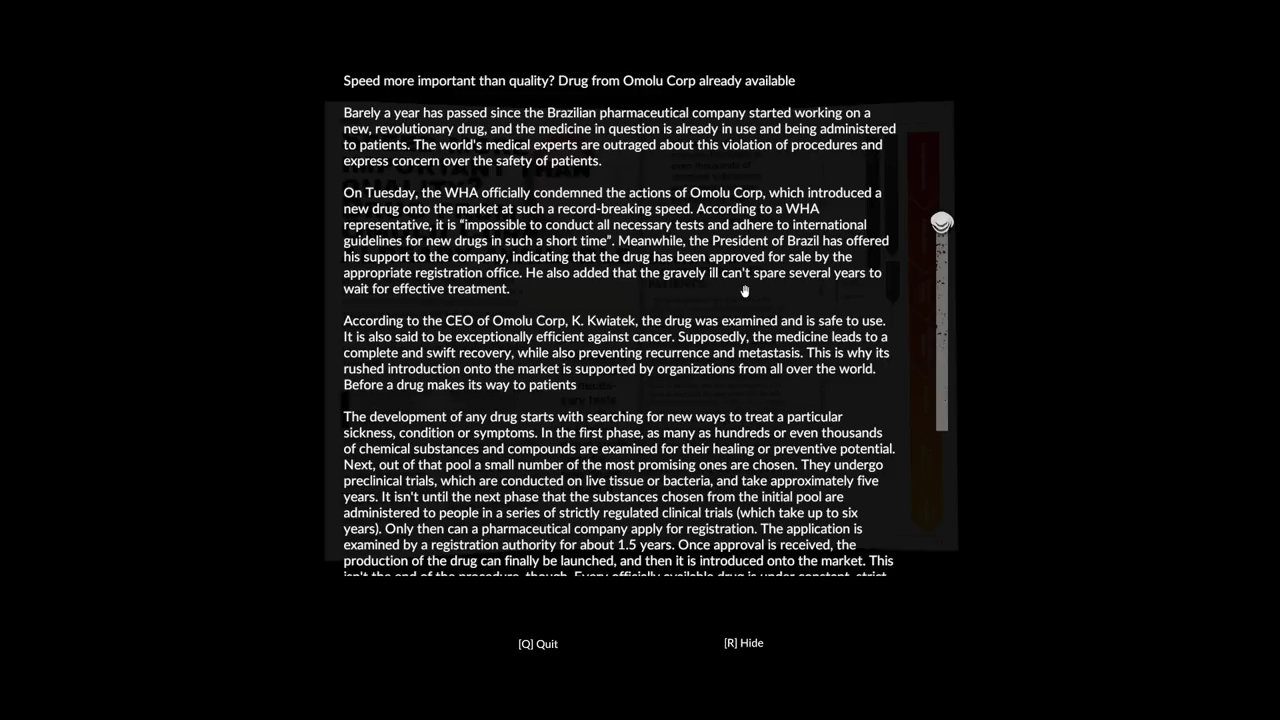 Speed more important than quality? Drug from Omolu Corp already available
Barely a year has passed since the Brazilian pharmaceutical company started working on a
new, revolutionary drug, and the medicine in question is already in use and being administered
to patients. The world's medical experts are outraged about this violation of procedures and
express concern over the safety of patients.
On Tuesday, the WHA officially condemned the actions of Omolu Corp, which introduced a
new drug onto the market at such a record-breaking speed. According to a WHA
representative, it is “impossible to conduct all necessary tests and adhere to international
guidelines for new drugs in such a short time”. Meanwhile, the President of Brazil has offered
his support to the company, indicating that the drug has been approved for sale by the
appropriate registration office. He also added that the gravely ill can't spare several years to
wait for effective treatment.
According to the CEO of Omolu Corp, K. Kwiatek, the drug was examined and is safe to use.
It is also said to be exceptionally efficient against cancer. Supposedly, the medicine leads to a
complete and swift recovery, while also preventing recurrence and metastasis. This is why its
rushed introduction onto the market is supported by organizations from all over the world.
Before a drug makes its way to patients
The development of any drug starts with searching for new ways to treat a particular
sickness, condition or symptoms. In the first phase, as many as hundreds or even thousands
of chemical substances and compounds are examined for their healing or preventive potential.
Next, out of that pool a small number of the most promising ones are chosen. They undergo
preclinical trials, which are conducted on live tissue or bacteria, and take approximately five
years. It isn't until the next phase that the substances chosen from the initial pool are
administered to people in a series of strictly regulated clinical trials (which take up to six
years). Only then can a pharmaceutical company apply for registration. The application is
examined by a registration authority for about 1.5 years. Once approval is received, the
production of the drug can finally be launched, and then it is introduced onto the market. This
isn't the end of the procedure, though. Every officially available drug is under constant, strict
[Q] Quit
[R] Hide